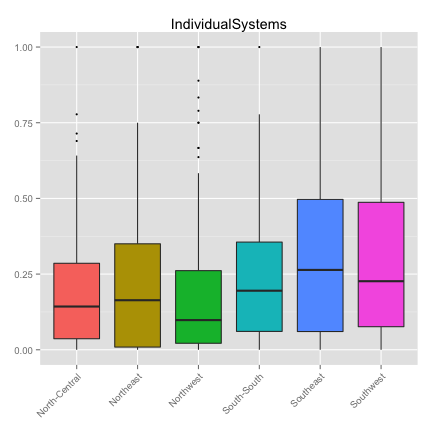 IndividualSystems
1.00
0.75
0.50
0.25
0.00
North-Central
Northeast
Northwest
South-South
Southeast
Southwest